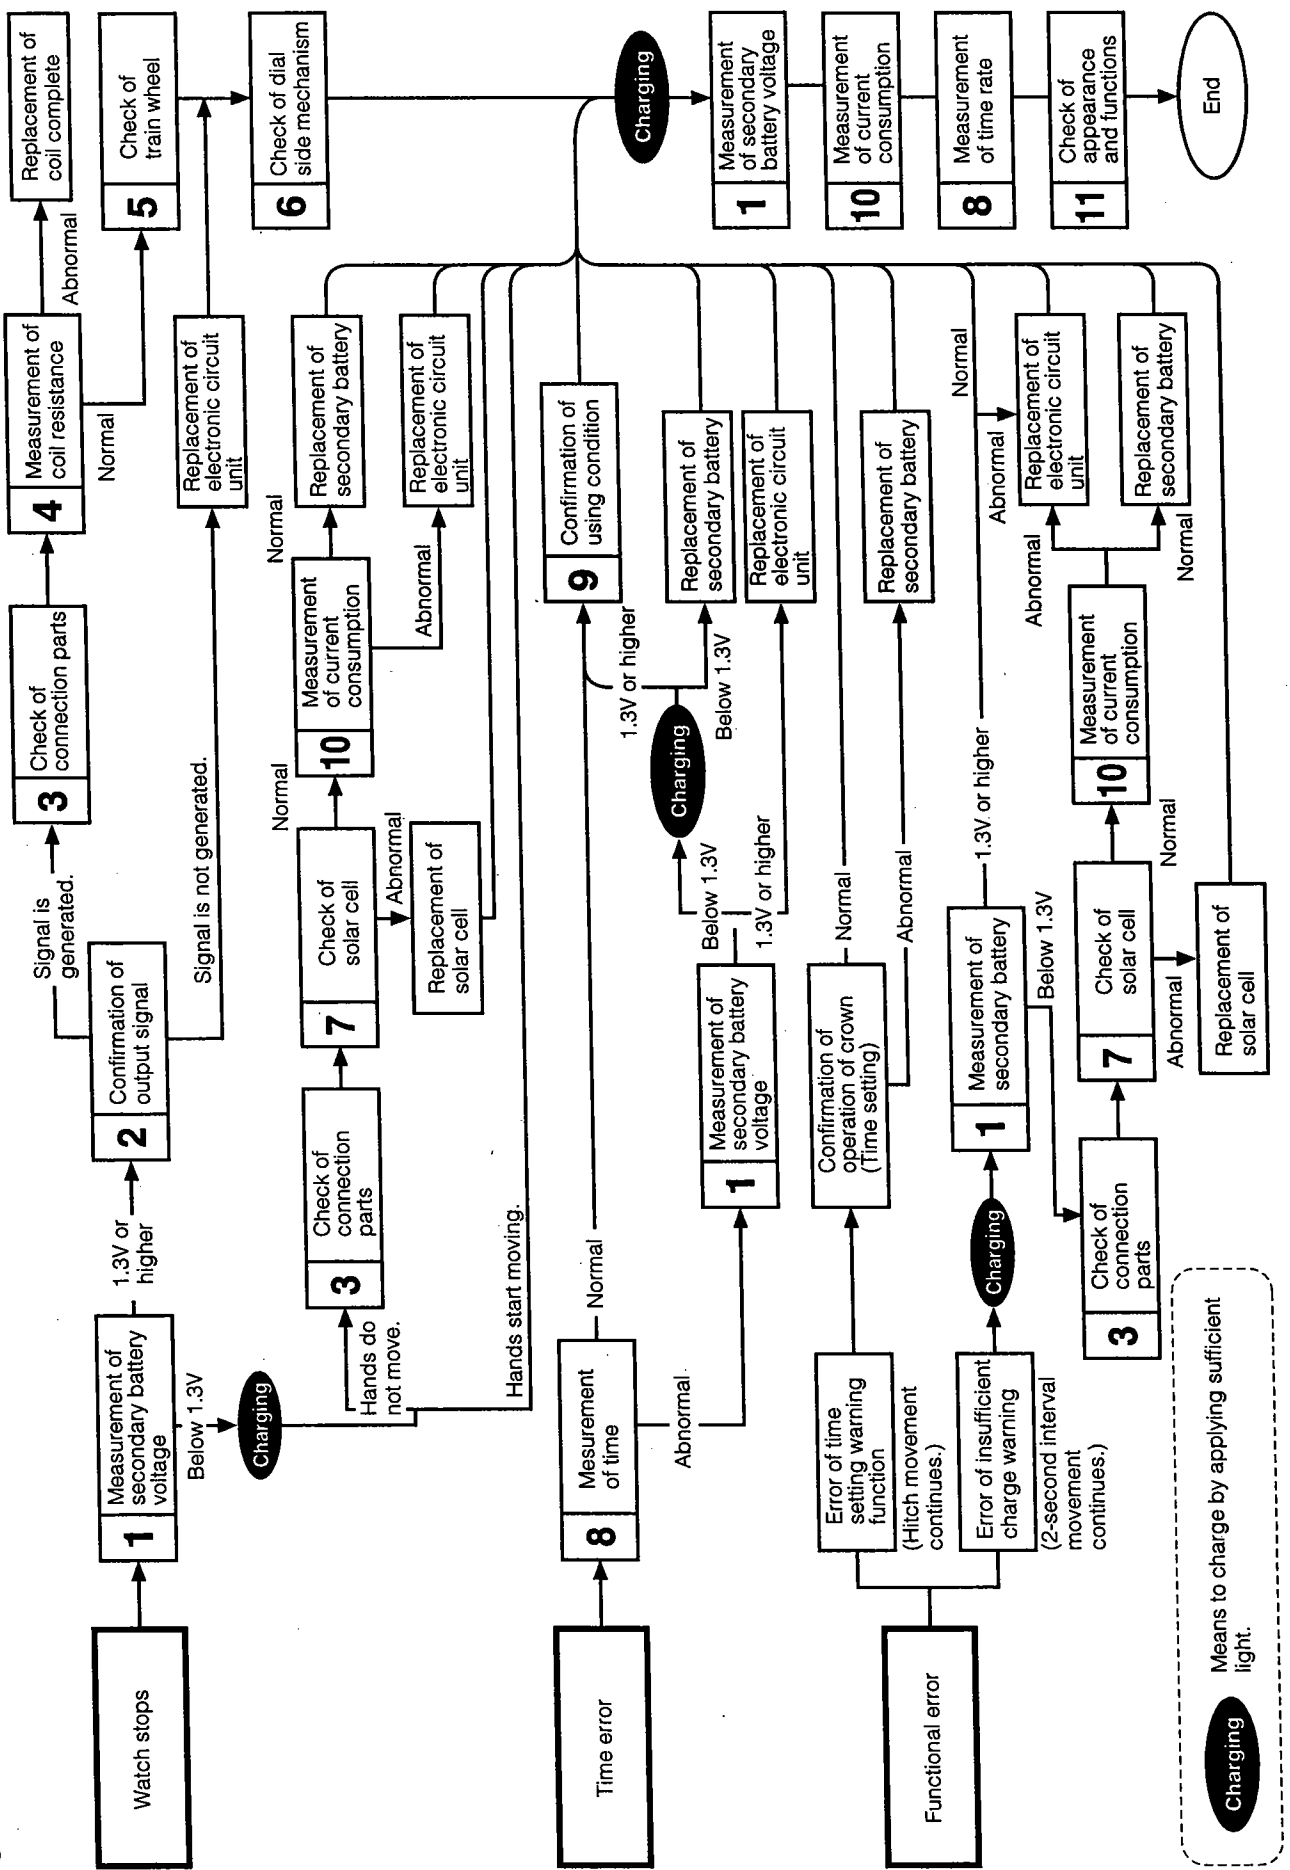 Watch stops
1
Measurement of
secondary battery
voltage
1.3V or
higher
Below 1.3V
Charging
2
Confirmation of
output signal
Signal is
generated.
Signal is not generated.
3
Check of
connection parts
4
Measurement of
coil resistance
Abnormal
Normal
Replacement of
coil complete
5
Check of
train wheel
Replacement of
electronic circuit
unit
6
Check of dial
side mechanism
Hands do
not move.
Hands start moving.
3
Check of
connection
parts
7
Check of
solar cell
Normal
Abnormal
Replacement of
solar cell
10
Measurement
of current
consumption
Normal
Abnormal
Replacement of
secondary battery
Replacement of
electronic circuit
unit
Time error
8
Mesurement
of time
Normal
Abnormal
1
Measurement of
secondary battery
voltage
Below 1.3V
1.3V or higher
Charging
1.3V or higher
Below 1.3V
9
Confirmation of
using condition
Replacement of
secondary battery
Replacement of
electronic circuit
unit
Functional error
Error of time
setting warning
function
(Hitch movement
continues.)
Confirmation of
operation of crown
(Time setting)
Normal
Abnormal
Replacement of
secondary battery
Error of insufficient
charge warning
(2-second interval
movement
continues.)
Charging
1
Measurement of
secondary battery
1.3V or higher
Below 1.3V
Normal
Abnormal
3
Check of
connection
parts
7
Check of
solar cell
Normal
Abnormal
Replacement of
solar cell
10
Measurement
of current
consumption
Abnormal
Normal
Replacement of
electronic circuit
unit
Replacement of
secondary battery
Charging
1
Measurement
of secondary
battery voltage
10
Measurement
of current
consumption
8
Measurement
of time rate
11
Check of
appearance
and functions
End
Charging
Means to charge by applying sufficient
light.